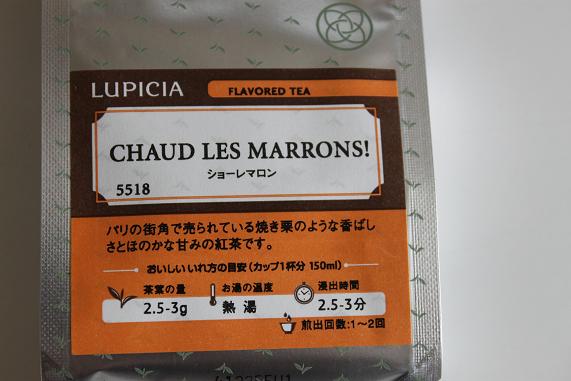 LUPICIA
FLAVORED TEA
CHAUD LES MARRONS!
ショーレマロン
5518
パリの街角で売られている焼き栗のような香ばし
さとほのかな甘みの紅茶です。
おいしいいれ方の目安(カップ1杯分 150ml)
茶葉の量
2.5-3g
お湯の温度
熱湯
浸出時間
2.5-3分
煎出回数:1〜2回